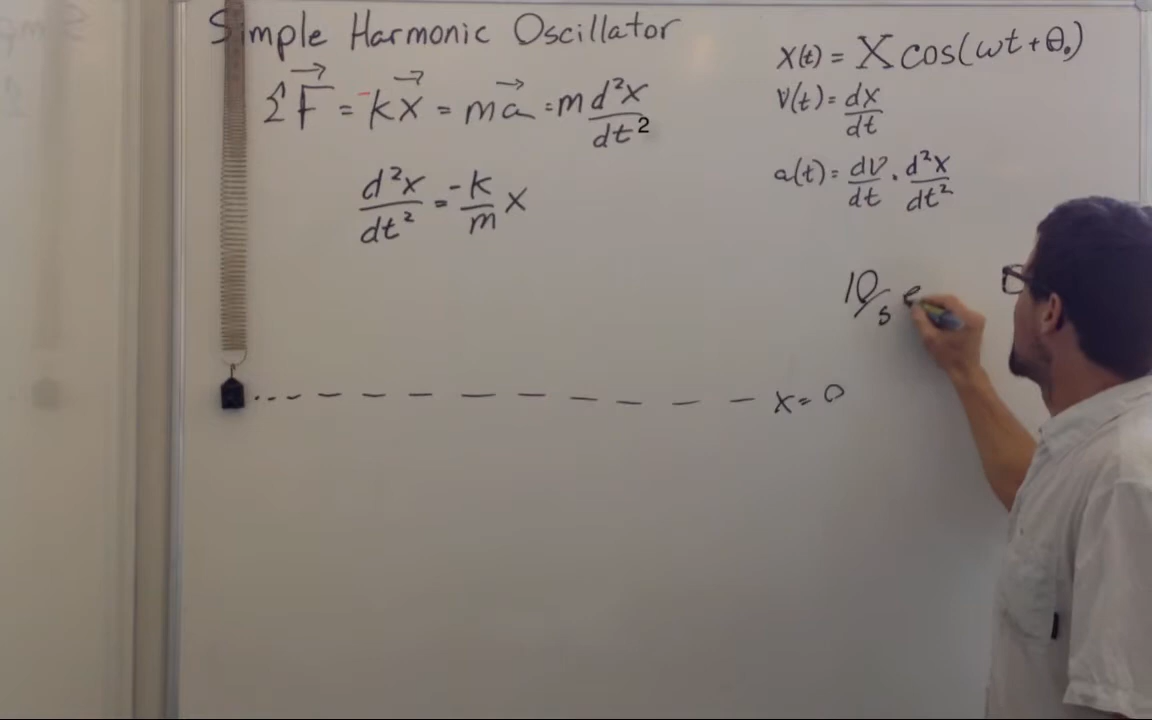 Simple Harmonic Oscillator
ΣF⃗ = -kx⃗ = ma⃗ = m d²x/dt²
d²x/dt² = -k/m x
x = 0
X(t) = X cos(ωt + θ₀)
V(t) = dx/dt
a(t) = dv/dt · d²x/dt²
10/s e